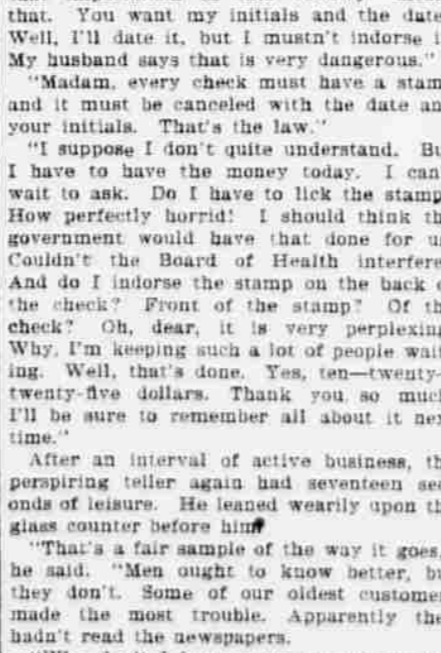 that. You want my initials and the date
Well, I'll date it, but I mustn't indorse i
My husband says that is very dangerous."
"Madam, every check must have a stam
and it must be canceled with the date an
your initials. That's the law."
"I suppose I don't quite understand. Bu
I have to have the money today. I can
wait to ask. Do I have to lick the stamp
How perfectly horrid! I should think th
government would have that done for u
Couldn't the Board of Health interfere
And do I indorse the stamp on the back o
the check? Front of the stamp? Of th
check? Oh, dear, it is very perplexin
Why, I'm keeping such a lot of people wait
ing. Well, that's done. Yes, ten—twenty-
twenty-five dollars. Thank you so muc
I'll be sure to remember all about it nex
time."
After an interval of active business, th
perspiring teller again had seventeen sec
onds of leisure. He leaned wearily upon th
glass counter before him
"That's a fair sample of the way it goes,
he said. "Men ought to know better, bu
they don't. Some of our oldest customer
made the most trouble. Apparently the
hadn't read the newspapers.